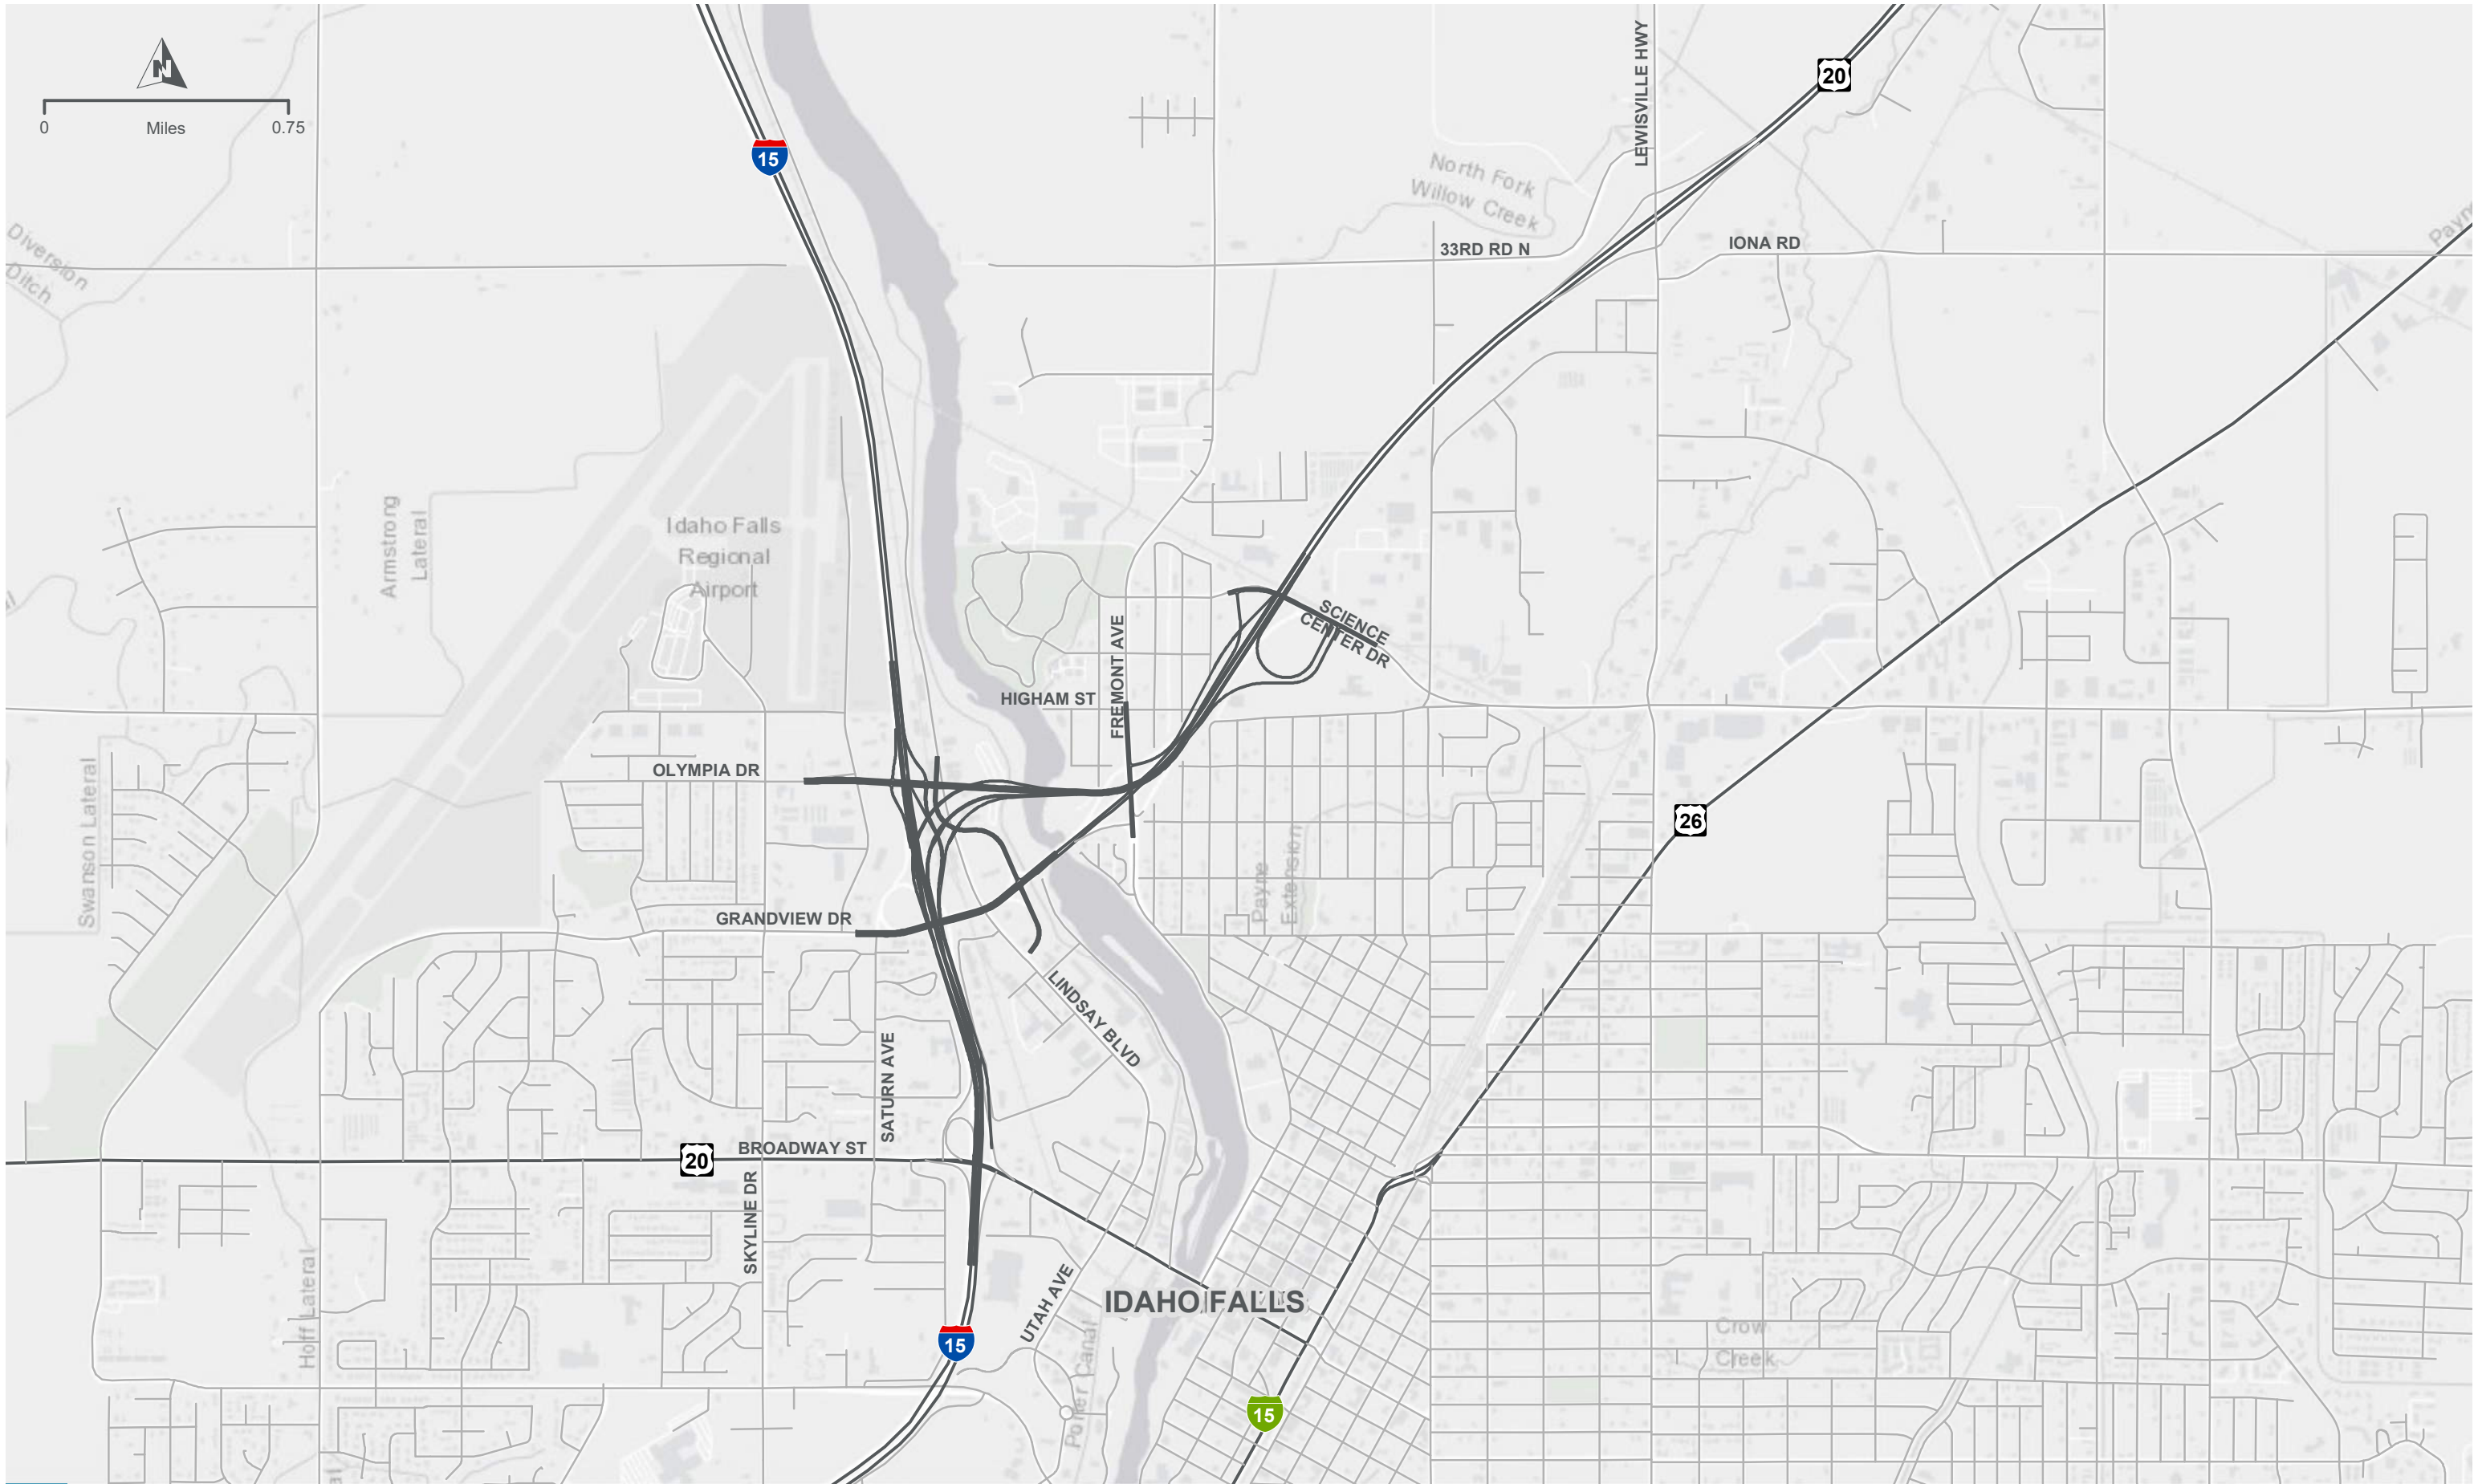 N
0 Miles 0.75
LEWISVILLE HWY
20
15
North Fork
Willow Creek
33RD RD N
IONA RD
Diversion
Ditch
Armstrong
Lateral
Idaho Falls
Regional
Airport
SCIENCE
CENTER DR
FREMONT AVE
HIGHAM ST
OLYMPIA DR
Swanson Lateral
26
Payne
Extension
GRANDVIEW DR
LINDSAY BLVD
SATURN AVE
BROADWAY ST
20
SKYLINE DR
Hoff Lateral
UTAH AVE
IDAHO FALLS
15
Porter Canal
Crow
Creek
15